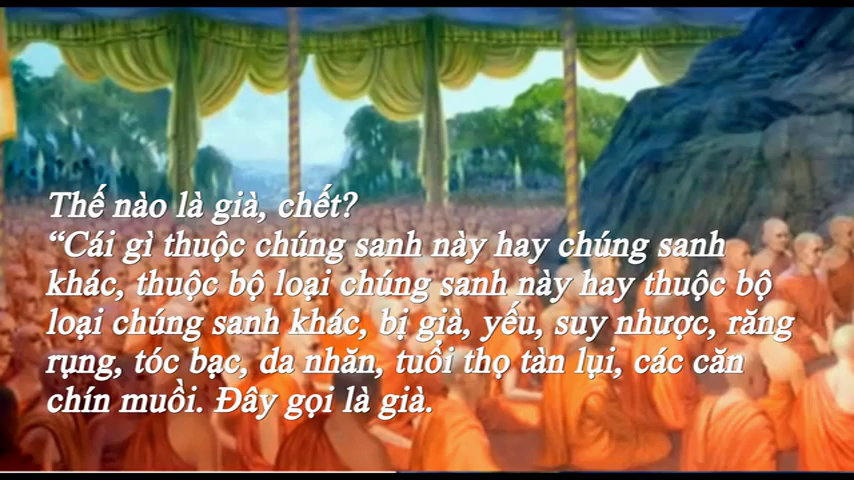 Thế nào là già, chết?
“Cái gì thuộc chúng sanh này hay chúng sanh
khác, thuộc bộ loại chúng sanh này hay thuộc bộ
loại chúng sanh khác, bị già, yếu, suy nhược, răng
rụng, tóc bạc, da nhăn, tuổi thọ tàn lụi, các căn
chín muồi. Đây gọi là già.